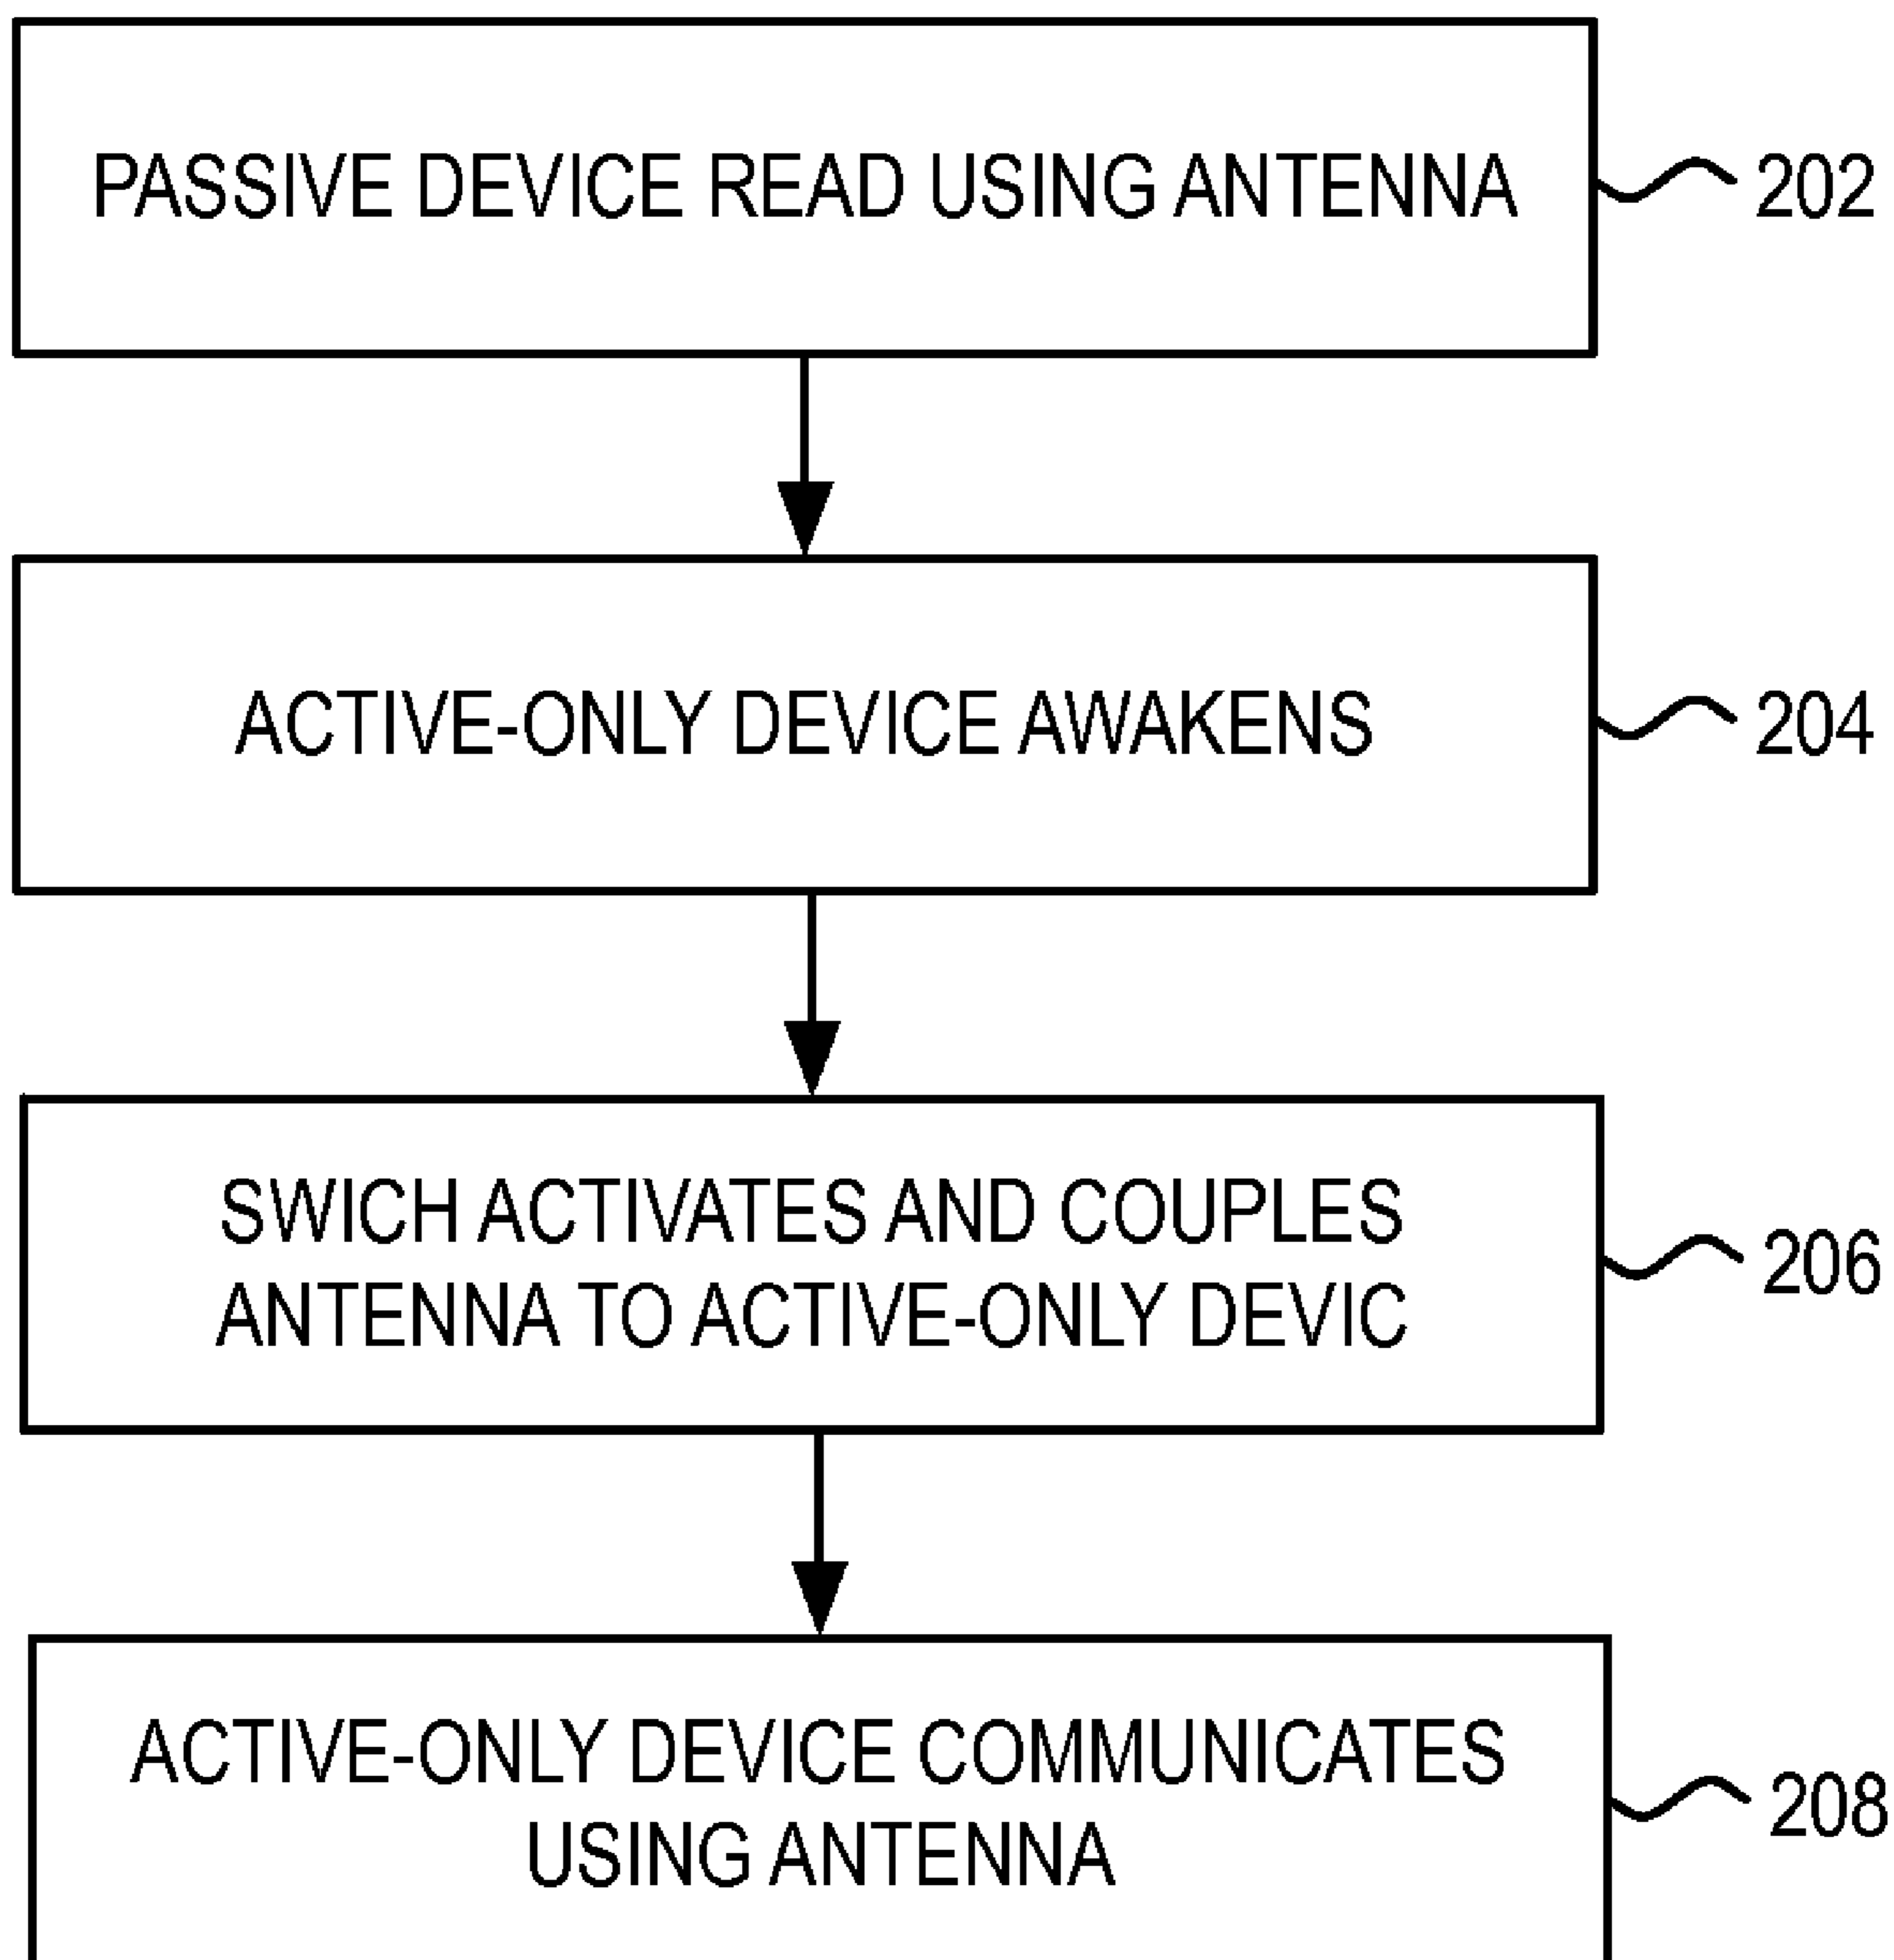 PASSIVE DEVICE READ USING ANTENNA
202
ACTIVE-ONLY DEVICE AWAKENS
204
SWICH ACTIVATES AND COUPLES
ANTENNA TO ACTIVE-ONLY DEVIC
206
ACTIVE-ONLY DEVICE COMMUNICATES
USING ANTENNA
208